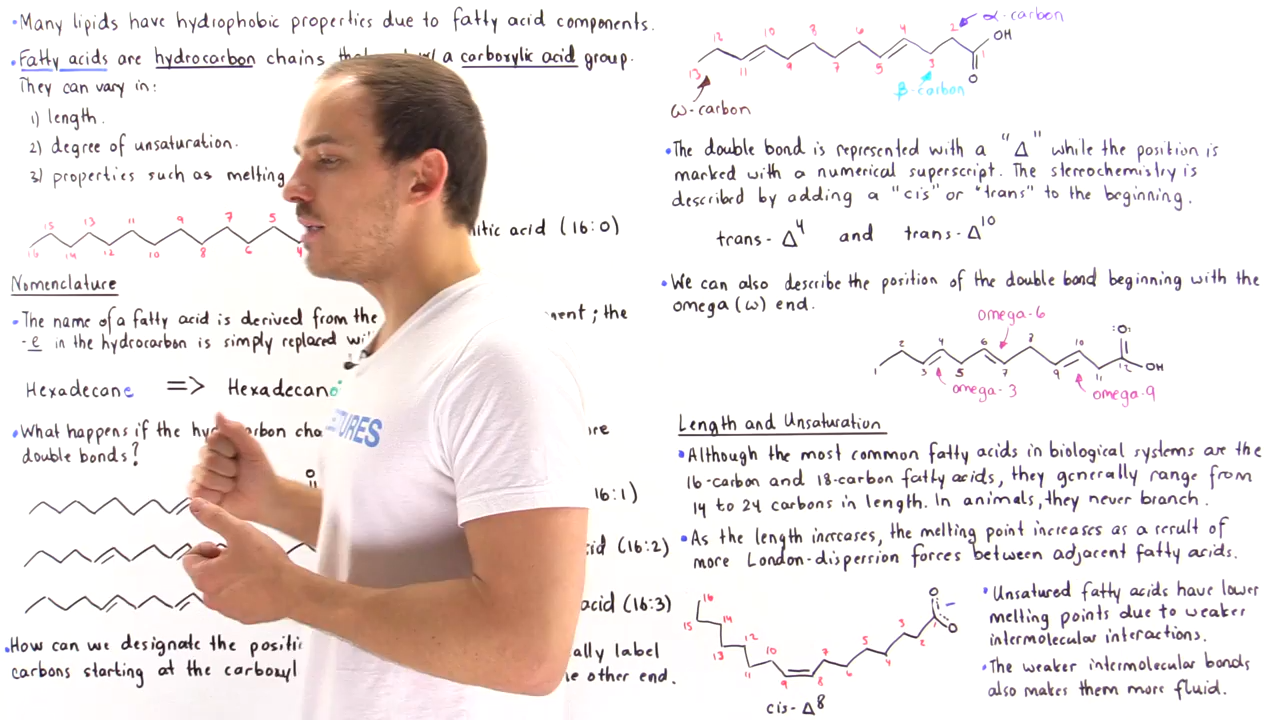 •Many lipids have hydrophobic properties due to fatty acid components.
•Fatty acids are hydrocarbon chains w/ a carboxylic acid group.
They can vary in:
1) length.
2) degree of unsaturation.
3) properties such as melting
15 13 11 9 7 5
16 14 12 10 8 6 4
itic acid (16:0)
Nomenclature
•The name of a fatty acid is derived from the ; the
-e in the hydrocarbon is simply replaced
Hexadecane => Hexadecano
•What happens if the
double bonds?
O
16:1)
(16:2)
acid (16:3)
•How can we designate the label
carbons starting at the carboxyl other end.
α-carbon
12 10 8 6 4 2 OH
13 11 9 7 5 3 1
O
β-carbon
ω-carbon
•The double bond is represented with a "Δ" while the position is
marked with a numerical superscript. The stereochemistry is
described by adding a "cis" or "trans" to the beginning.
trans-Δ4 and trans-Δ10
•We can also describe the position of the double bond beginning with the
omega (ω) end.
omega-6
:O:
2 4 6 8 10
1 3 5 7 9 11 12 OH
omega-3 omega-9
Length and Unsaturation
•Although the most common fatty acids in biological systems are the
16-carbon and 18-carbon fatty acids, they generally range from
14 to 24 carbons in length. In animals, they never branch.
•As the length increases, the melting point increases as a result of
more London-dispersion forces between adjacent fatty acids.
16 15 14 13 12 11 10 9 8 7 6 5 4 3 2 1
O −
O
cis-Δ8
•Unsatured fatty acids have lower
melting points due to weaker
intermolecular interactions.
•The weaker intermolecular bonds
also makes them more fluid.
TURES